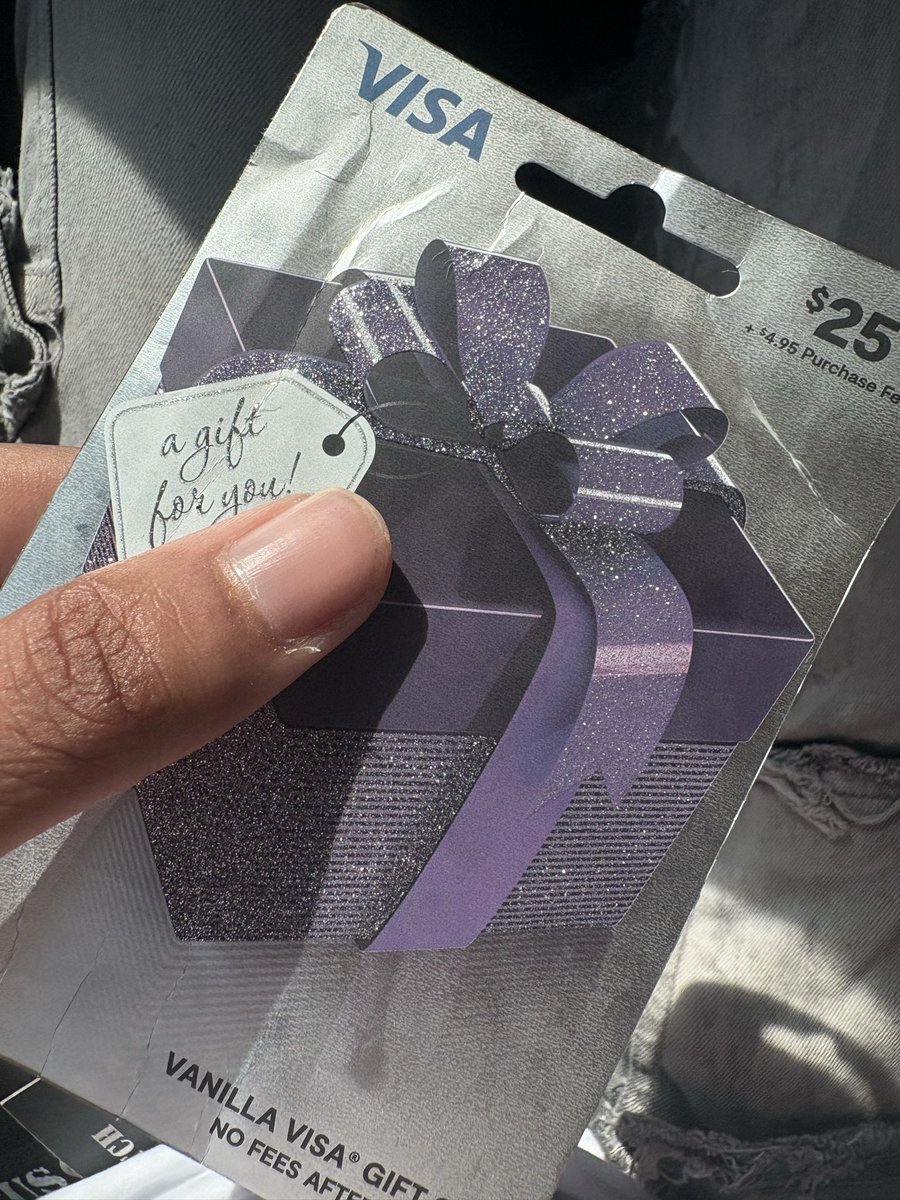 VISA
$25
+ $4.95 Purchase Fe
a gift
for you!
VANILLA VISA® GIFT
NO FEES AFTE